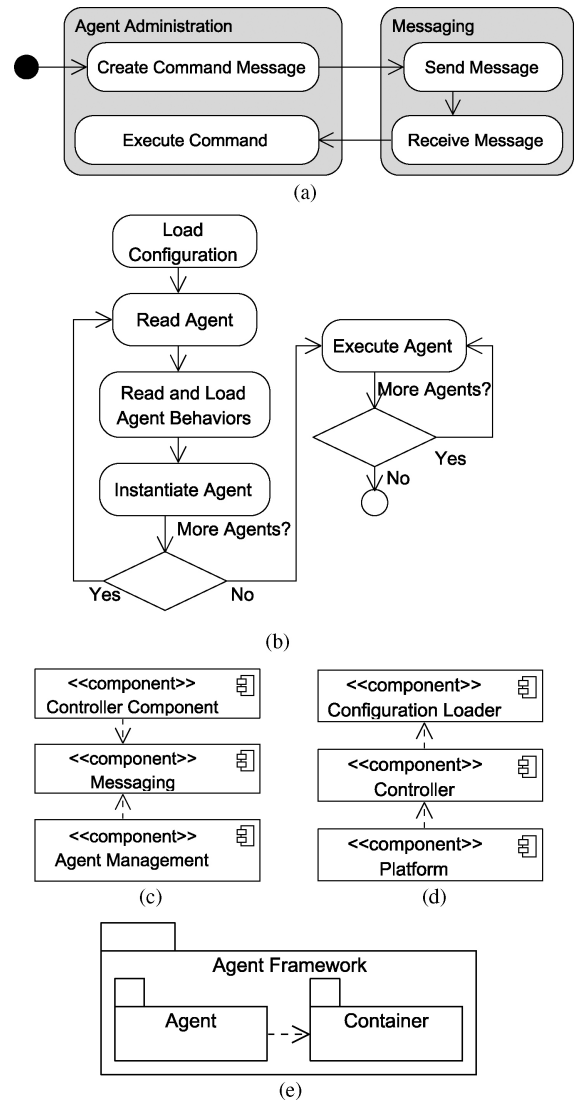 Agent Administration
Messaging
Create Command Message
Send Message
Execute Command
Receive Message
(a)
Load
Configuration
Read Agent
Read and Load
Agent Behaviors
Instantiate Agent
More Agents?
Yes
No
Execute Agent
More Agents?
Yes
No
(b)
<<component>>
Controller Component
<<component>>
Messaging
<<component>>
Agent Management
(c)
<<component>>
Configuration Loader
<<component>>
Controller
<<component>>
Platform
(d)
Agent Framework
Agent
Container
(e)